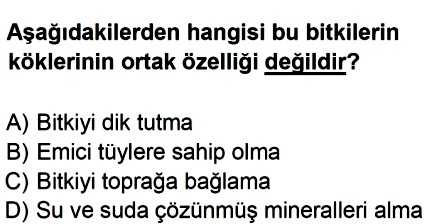 Aşağıdakilerden hangisi bu bitkilerin
köklerinin ortak özelliği değildir?
A) Bitkiyi dik tutma
B) Emici tüylere sahip olma
C) Bitkiyi toprağa bağlama
D) Su ve suda çözünmüş mineralleri alma